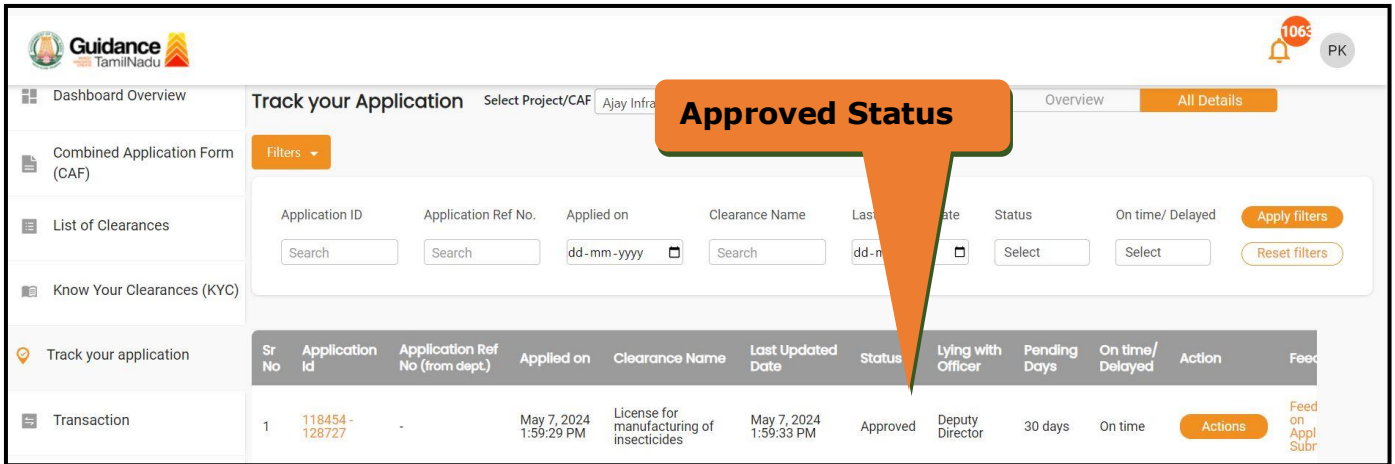 Guidance
TamilNadu
1063
PK
Dashboard Overview
Track your Application
Select Project/CAF
Ajay Infra
Approved Status
Overview
All Details
Combined Application Form
(CAF)
Filters
List of Clearances
Application ID
Application Ref No.
Applied on
Clearance Name
Status
On time/ Delayed
Apply filters
Search
Search
dd-mm-yyyy
Search
Select
Select
Reset filters
Know Your Clearances (KYC)
Track your application
Sr
No
Application
Id
Application Ref
No (from dept.)
Applied on
Clearance Name
Last Updated
Date
Status
Lying with
Officer
Pending
Days
On time/
Delayed
Action
Transaction
1
118454 -
128727
-
May 7, 2024
1:59:29 PM
License for
manufacturing of
insecticides
May 7, 2024
1:59:33 PM
Approved
Deputy
Director
30 days
On time
Actions
Feed
on
Appl